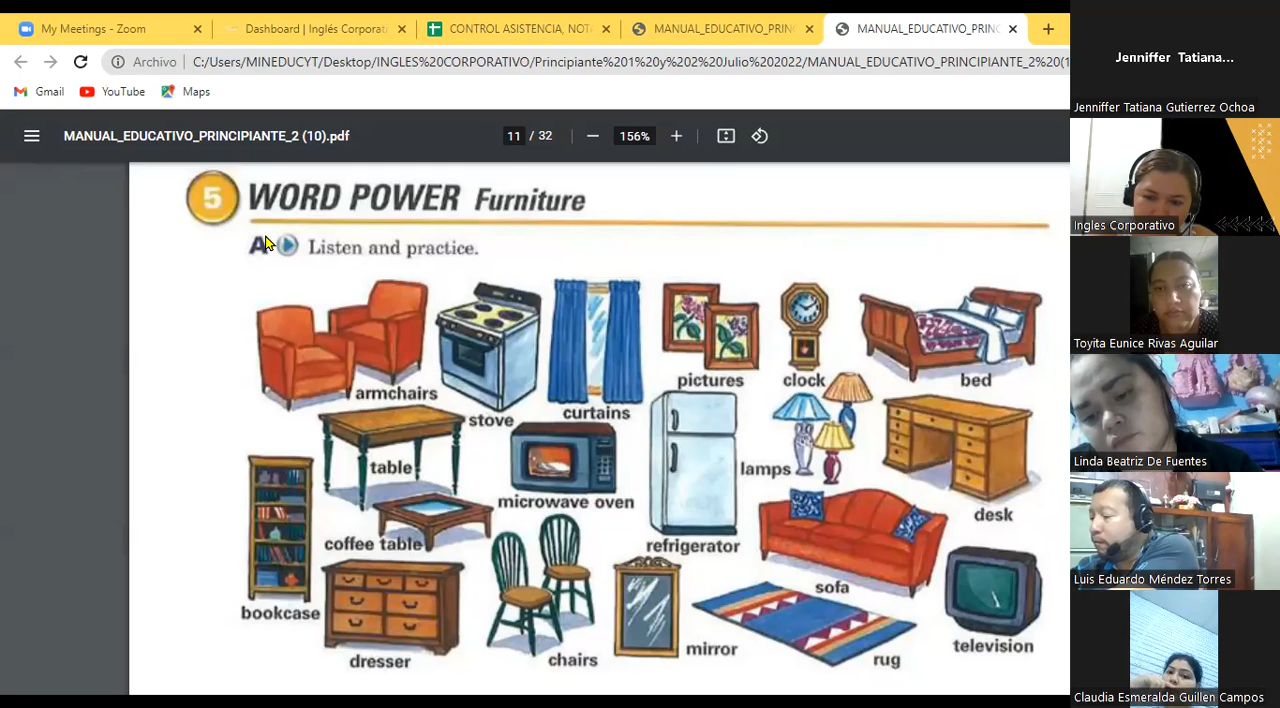 My Meetings - Zoom
Dashboard | Inglés Corporati
CONTROL ASISTENCIA, NOTA
MANUAL_EDUCATIVO_PRINC
MANUAL_EDUCATIVO_PRINC
Archivo
C:/Users/MINEDUCYT/Desktop/INGLES%20CORPORATIVO/Principiante%201%20y%202%20Julio%202022/MANUAL_EDUCATIVO_PRINCIPIANTE_2%20(1
Gmail
YouTube
Maps
MANUAL_EDUCATIVO_PRINCIPIANTE_2 (10).pdf
11 / 32
156%
5 WORD POWER Furniture
A Listen and practice.
armchairs
stove
curtains
pictures
clock
bed
table
microwave oven
lamps
desk
coffee table
refrigerator
sofa
bookcase
dresser
chairs
mirror
rug
television
Jenniffer Tatiana...
Jenniffer Tatiana Gutierrez Ochoa
Ingles Corporativo
Toyita Eunice Rivas Aguilar
Linda Beatriz De Fuentes
Luis Eduardo Méndez Torres
Claudia Esmeralda Guillen Campos